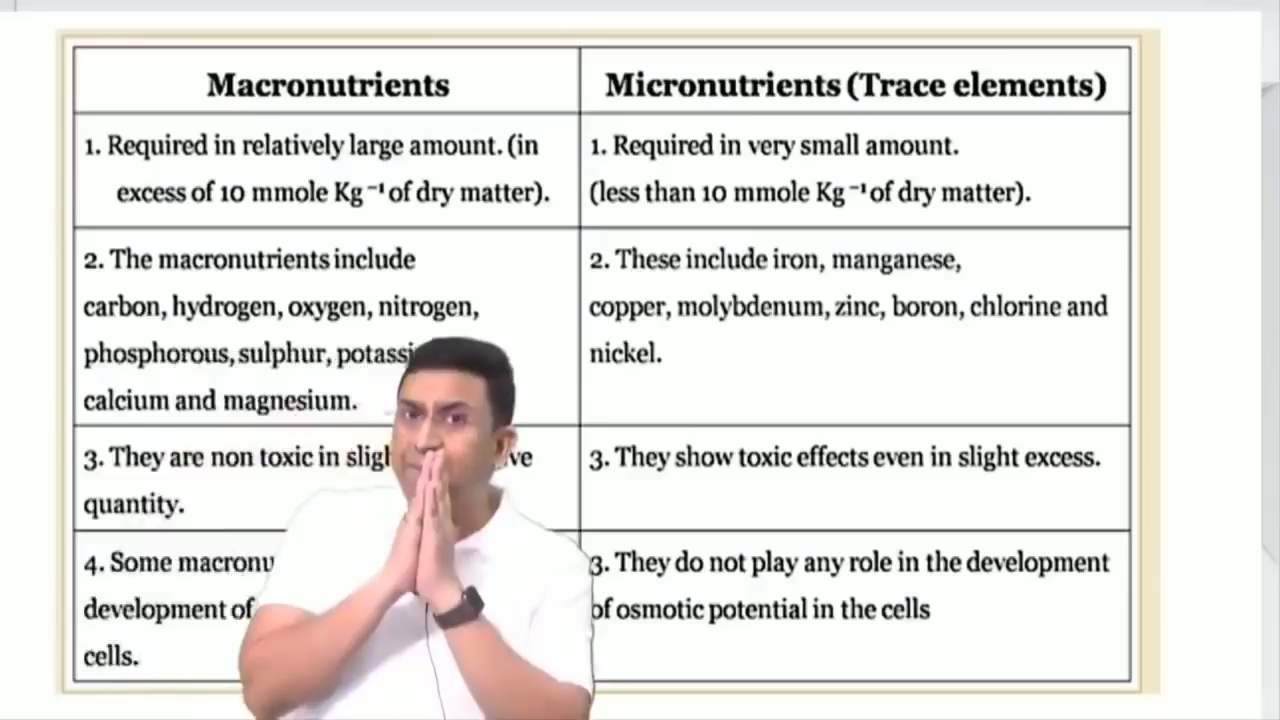 Macronutrients
Micronutrients (Trace elements)
1. Required in relatively large amount. (in
excess of 10 mmole Kg ⁻¹ of dry matter).
1. Required in very small amount.
(less than 10 mmole Kg ⁻¹ of dry matter).
2. The macronutrients include
carbon, hydrogen, oxygen, nitrogen,
phosphorous, sulphur,
calcium and magnesium.
2. These include iron, manganese,
copper, molybdenum, zinc, boron, chlorine and
nickel.
3. They are non toxic in
quantity.
3. They show toxic effects even in slight excess.
4. Some
development of
cells.
3. They do not play any role in the development
of osmotic potential in the cells